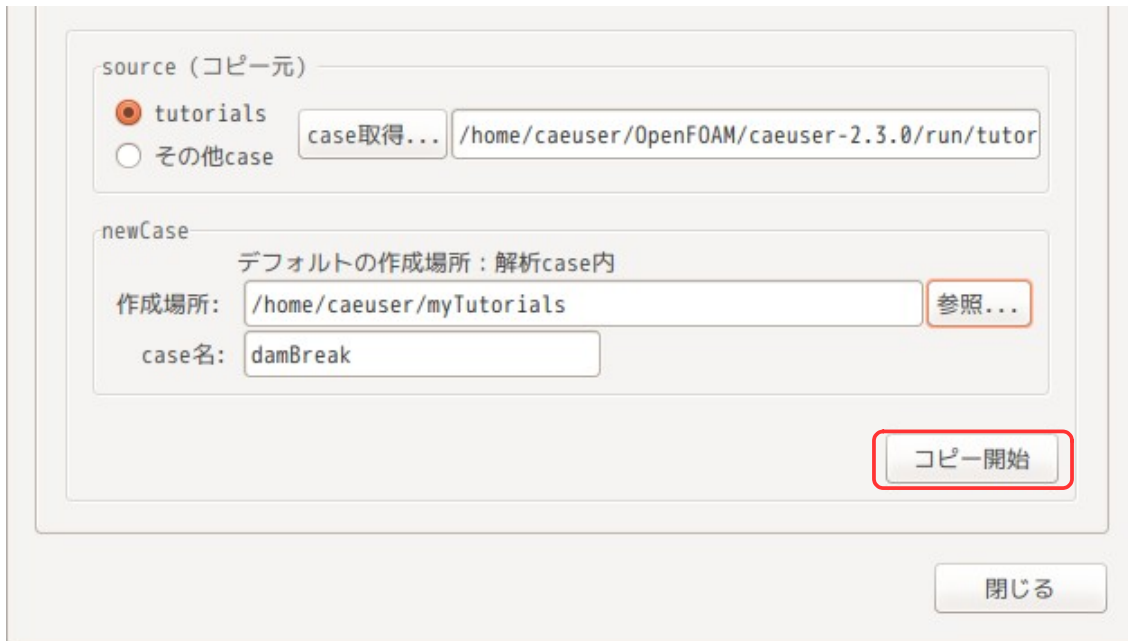 source (コピー元)
tutorials
case取得... /home/caeuser/OpenFOAM/caeuser-2.3.0/run/tutor
その他case
newCase
デフォルトの作成場所：解析case内
作成場所: /home/caeuser/myTutorials 参照...
case名: damBreak
コピー開始
閉じる